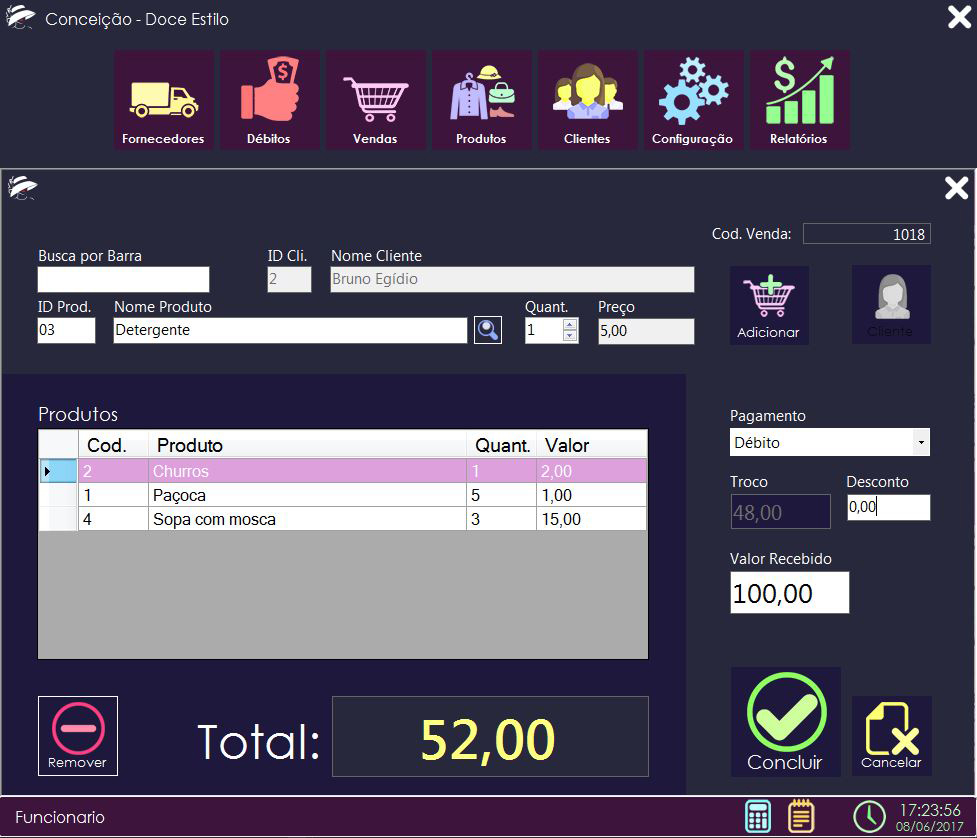 Conceição - Doce Estilo
Fornecedores Débitos Vendas Produtos Clientes Configuração Relatórios
Cod. Venda: 1018
Busca por Barra ID Cli. Nome Cliente
2 Bruno Egídio
ID Prod. Nome Produto Quant. Preço
03 Detergente 1 5,00
Adicionar Cliente
Produtos
Cod. Produto Quant. Valor
2 Churros 1 2,00
1 Paçoca 5 1,00
4 Sopa com mosca 3 15,00
Pagamento
Débito
Troco Desconto
48,00 0,00
Valor Recebido
100,00
Remover
Total: 52,00
Concluir Cancelar
Funcionario 17:23:56
08/06/2017